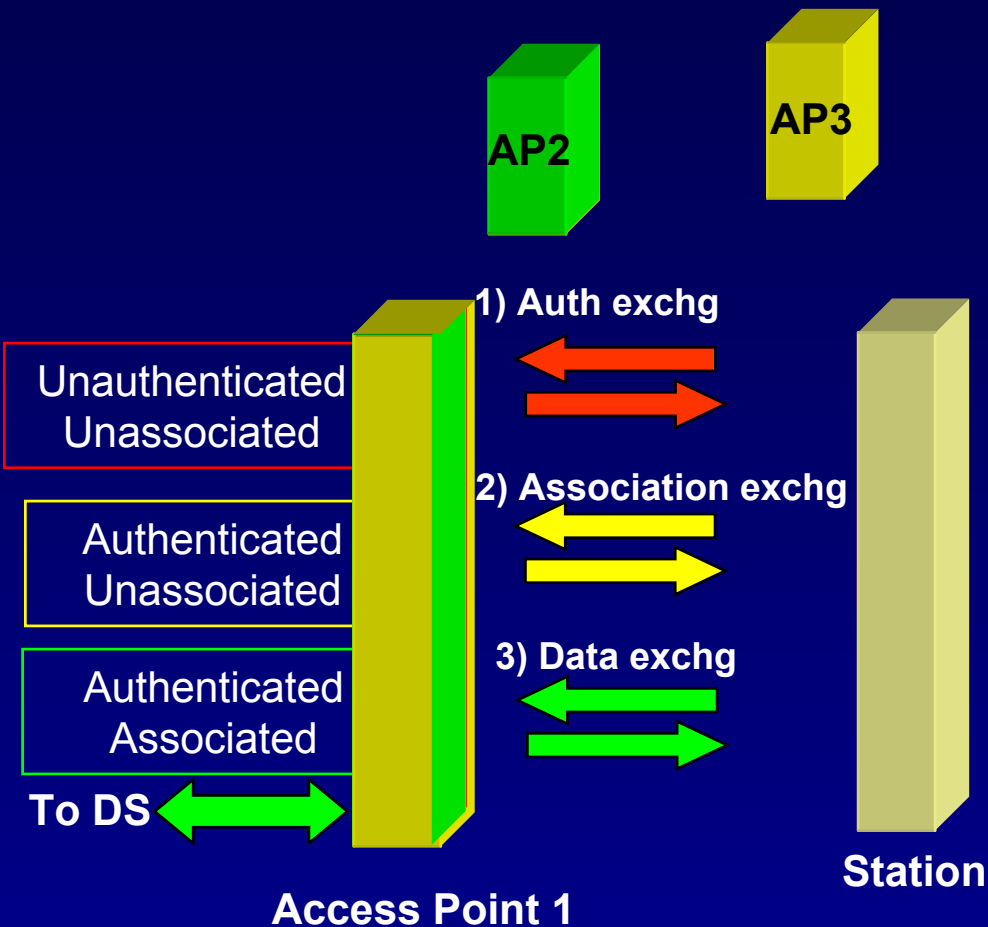 AP2
AP3
1) Auth exchg
Unauthenticated
Unassociated
2) Association exchg
Authenticated
Unassociated
3) Data exchg
Authenticated
Associated
To DS
Station
Access Point 1